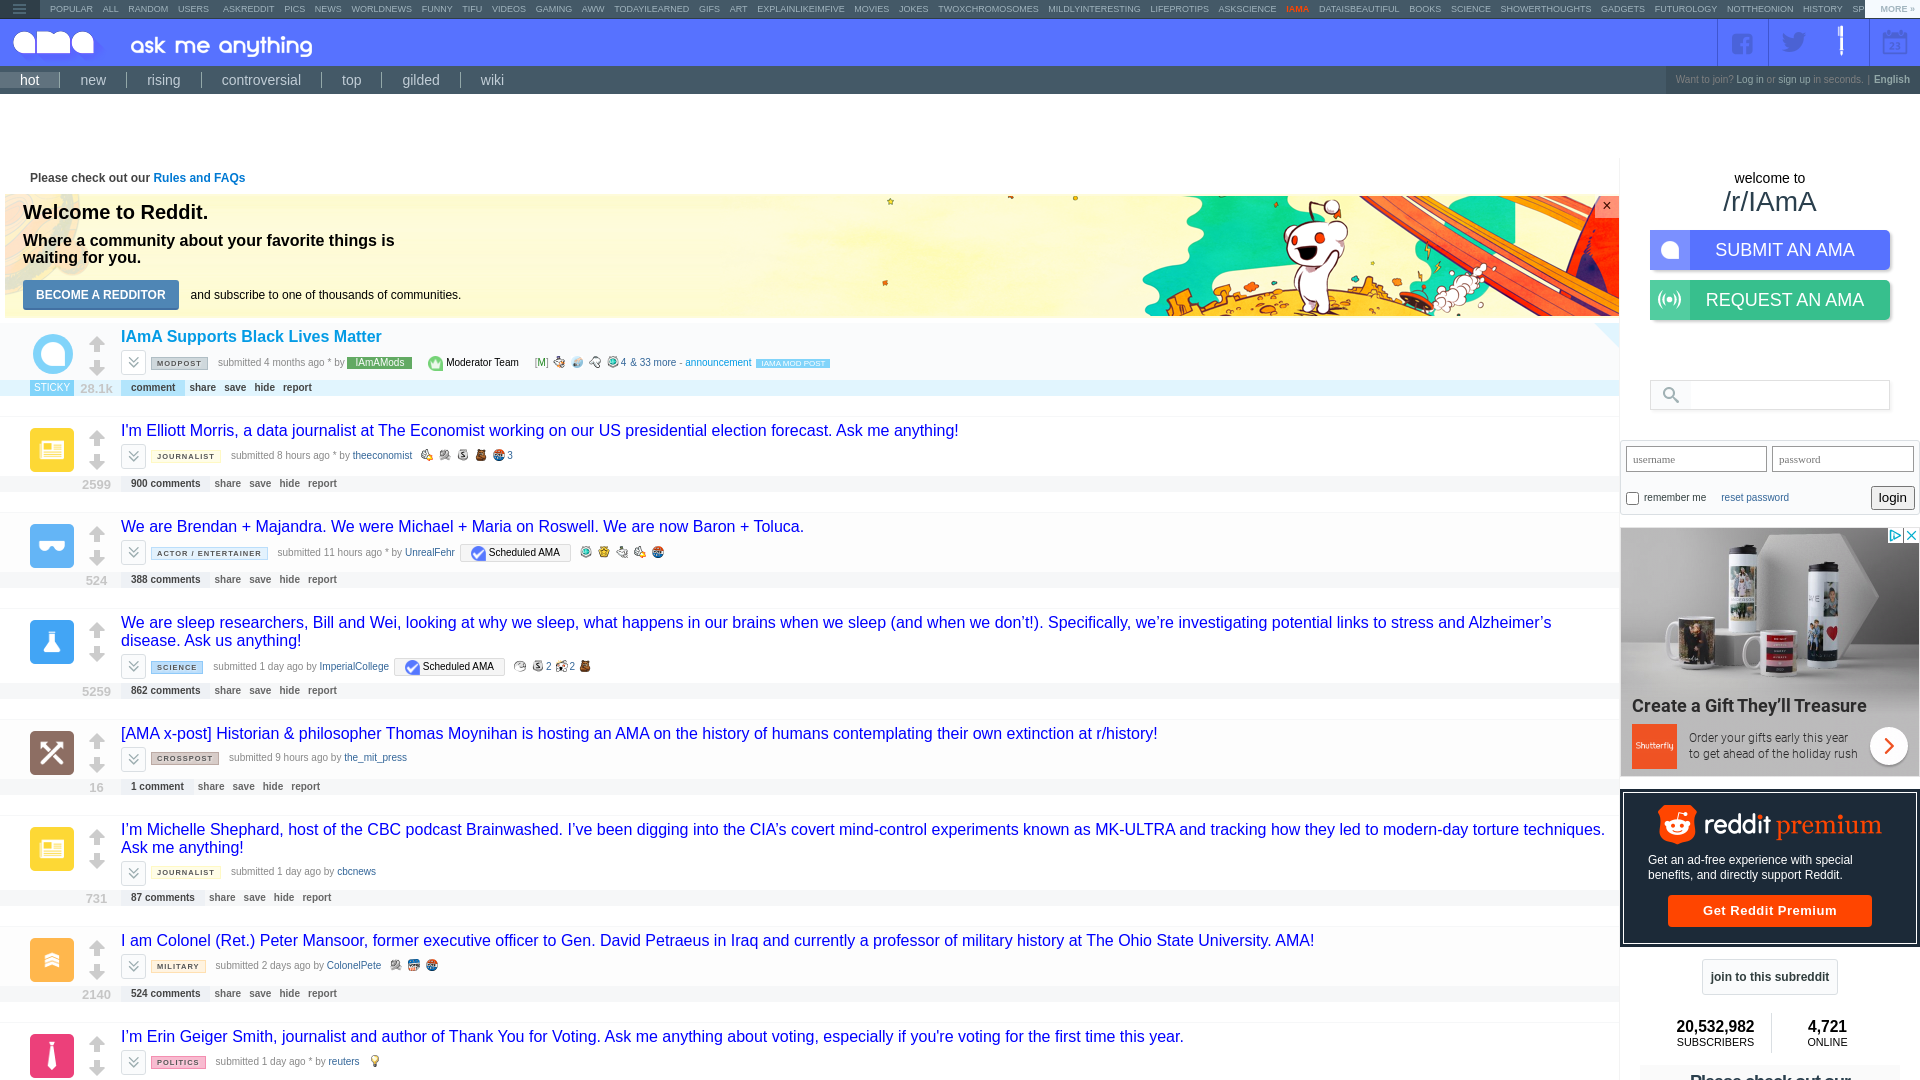 POPULAR ALL RANDOM USERS ASKREDDIT PICS NEWS WORLDNEWS FUNNY TIFU VIDEOS GAMING AWW TODAYILEARNED GIFS ART EXPLAINLIKEIMFIVE MOVIES JOKES TWOXCHROMOSOMES MILDLYINTERESTING LIFEPROTIPS ASKSCIENCE IAMA DATAISBEAUTIFUL BOOKS SCIENCE SHOWERTHOUGHTS GADGETS FUTUROLOGY NOTTHEONION HISTORY SP MORE »
ama ask me anything 23
hot new rising controversial top gilded wiki
Want to join? Log in or sign up in seconds. | English
Please check out our Rules and FAQs
Welcome to Reddit.
Where a community about your favorite things is
waiting for you.
BECOME A REDDITOR and subscribe to one of thousands of communities.
×
IAmA Supports Black Lives Matter
MODPOST submitted 4 months ago * by IAmAMods Moderator Team [M] 4 & 33 more - announcement IAMA MOD POST
STICKY 28.1k comment share save hide report
I'm Elliott Morris, a data journalist at The Economist working on our US presidential election forecast. Ask me anything!
JOURNALIST submitted 8 hours ago * by theeconomist 3
2599 900 comments share save hide report
We are Brendan + Majandra. We were Michael + Maria on Roswell. We are now Baron + Toluca.
ACTOR / ENTERTAINER submitted 11 hours ago * by UnrealFehr Scheduled AMA
524 388 comments share save hide report
We are sleep researchers, Bill and Wei, looking at why we sleep, what happens in our brains when we sleep (and when we don’t!). Specifically, we’re investigating potential links to stress and Alzheimer’s
disease. Ask us anything!
SCIENCE submitted 1 day ago by ImperialCollege Scheduled AMA 2 2
5259 862 comments share save hide report
[AMA x-post] Historian & philosopher Thomas Moynihan is hosting an AMA on the history of humans contemplating their own extinction at r/history!
CROSSPOST submitted 9 hours ago by the_mit_press
16 1 comment share save hide report
I’m Michelle Shephard, host of the CBC podcast Brainwashed. I’ve been digging into the CIA’s covert mind-control experiments known as MK-ULTRA and tracking how they led to modern-day torture techniques.
Ask me anything!
JOURNALIST submitted 1 day ago by cbcnews
731 87 comments share save hide report
I am Colonel (Ret.) Peter Mansoor, former executive officer to Gen. David Petraeus in Iraq and currently a professor of military history at The Ohio State University. AMA!
MILITARY submitted 2 days ago by ColonelPete
2140 524 comments share save hide report
I’m Erin Geiger Smith, journalist and author of Thank You for Voting. Ask me anything about voting, especially if you're voting for the first time this year.
POLITICS submitted 1 day ago * by reuters
welcome to
/r/IAmA
SUBMIT AN AMA
REQUEST AN AMA
username password
remember me reset password login
Create a Gift They’ll Treasure
Shutterfly
Order your gifts early this year
to get ahead of the holiday rush
reddit premium
Get an ad-free experience with special
benefits, and directly support Reddit.
Get Reddit Premium
join to this subreddit
20,532,982 4,721
SUBSCRIBERS ONLINE
Please check out our